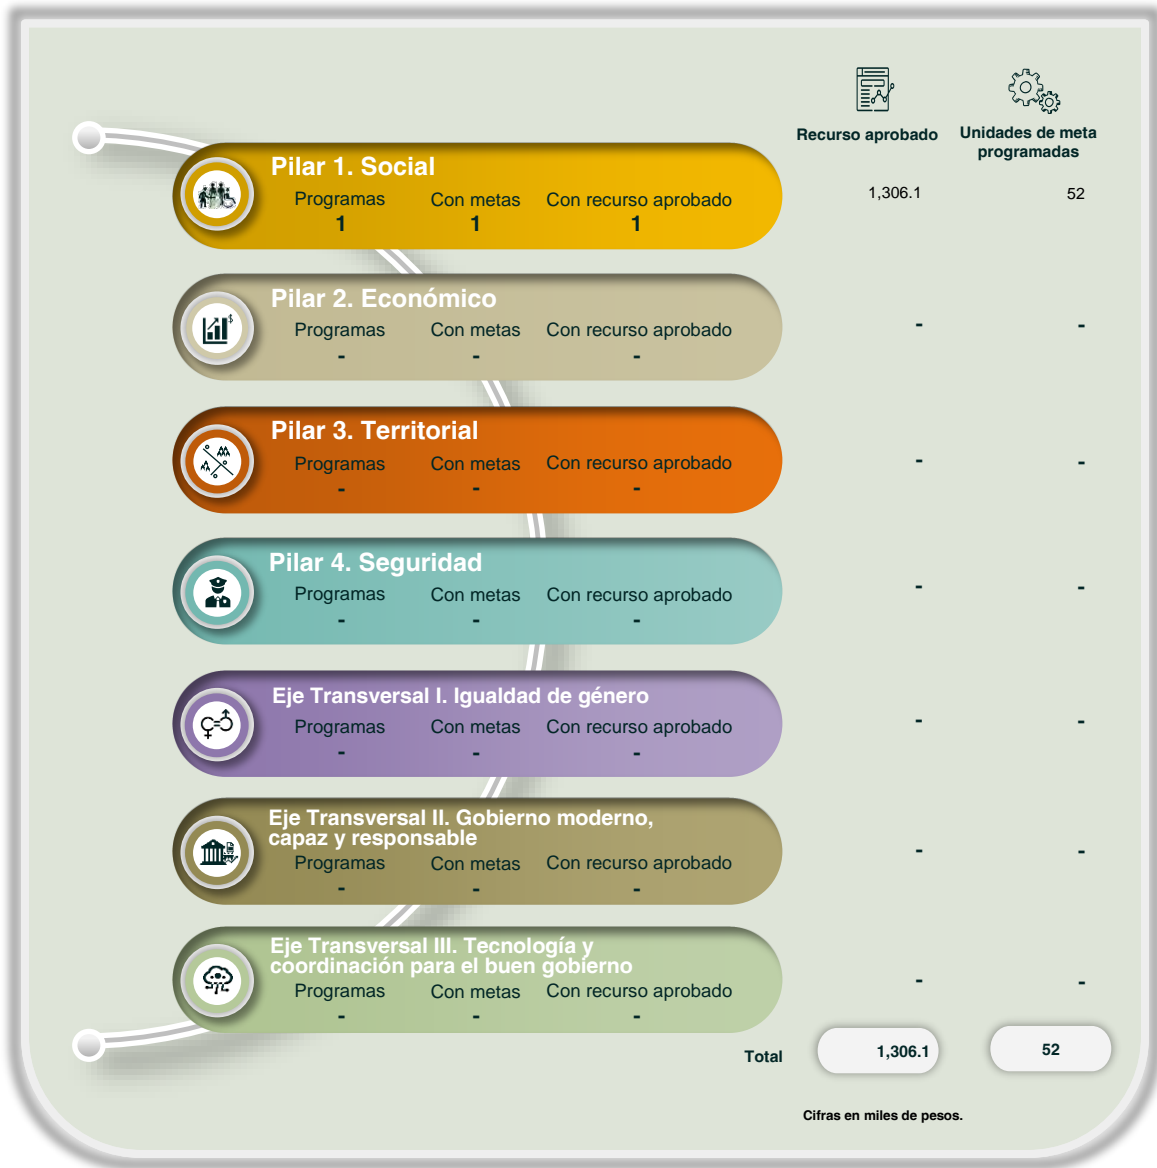 Recurso aprobado
Unidades de meta
programadas
Pilar 1. Social
Programas Con metas Con recurso aprobado
1 1 1
1,306.1 52
Pilar 2. Económico
Programas Con metas Con recurso aprobado
- - -
- -
Pilar 3. Territorial
Programas Con metas Con recurso aprobado
- - -
- -
Pilar 4. Seguridad
Programas Con metas Con recurso aprobado
- - -
- -
Eje Transversal I. Igualdad de género
Programas Con metas Con recurso aprobado
- - -
- -
Eje Transversal II. Gobierno moderno,
capaz y responsable
Programas Con metas Con recurso aprobado
- - -
- -
Eje Transversal III. Tecnología y
coordinación para el buen gobierno
Programas Con metas Con recurso aprobado
- - -
- -
Total 1,306.1 52
Cifras en miles de pesos.